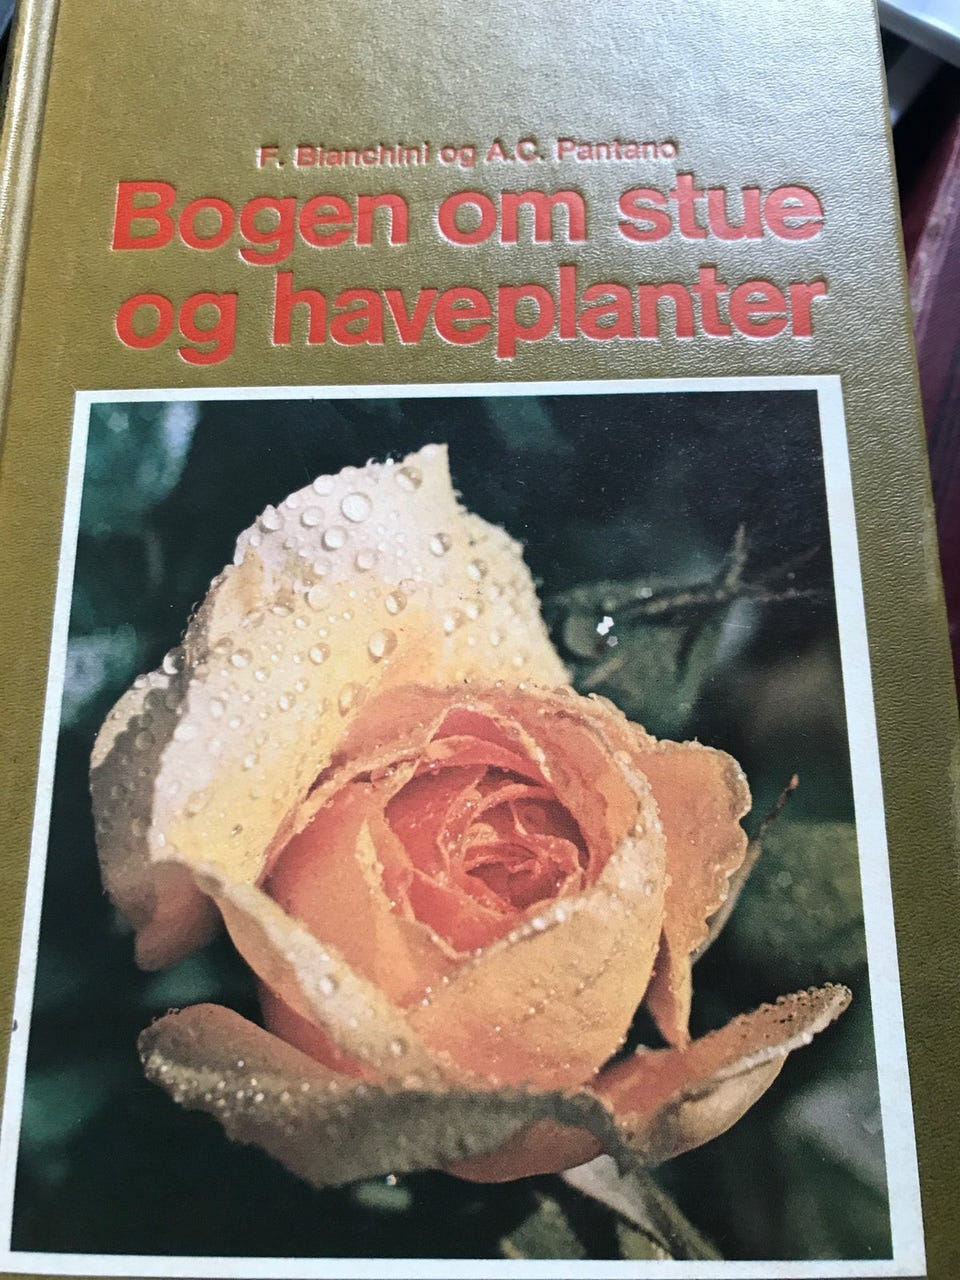 F. Bianchini og A.C. Pantano
Bogen om stue
og haveplanter